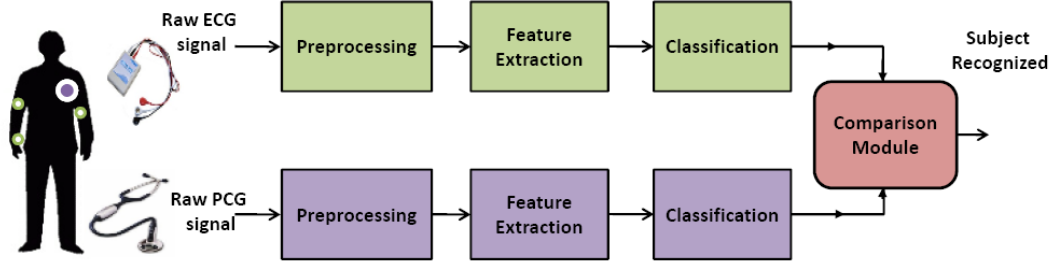 Raw ECG
signal
Preprocessing
Feature
Extraction
Classification
Subject
Recognized
Comparison
Module
Raw PCG
signal
Preprocessing
Feature
Extraction
Classification